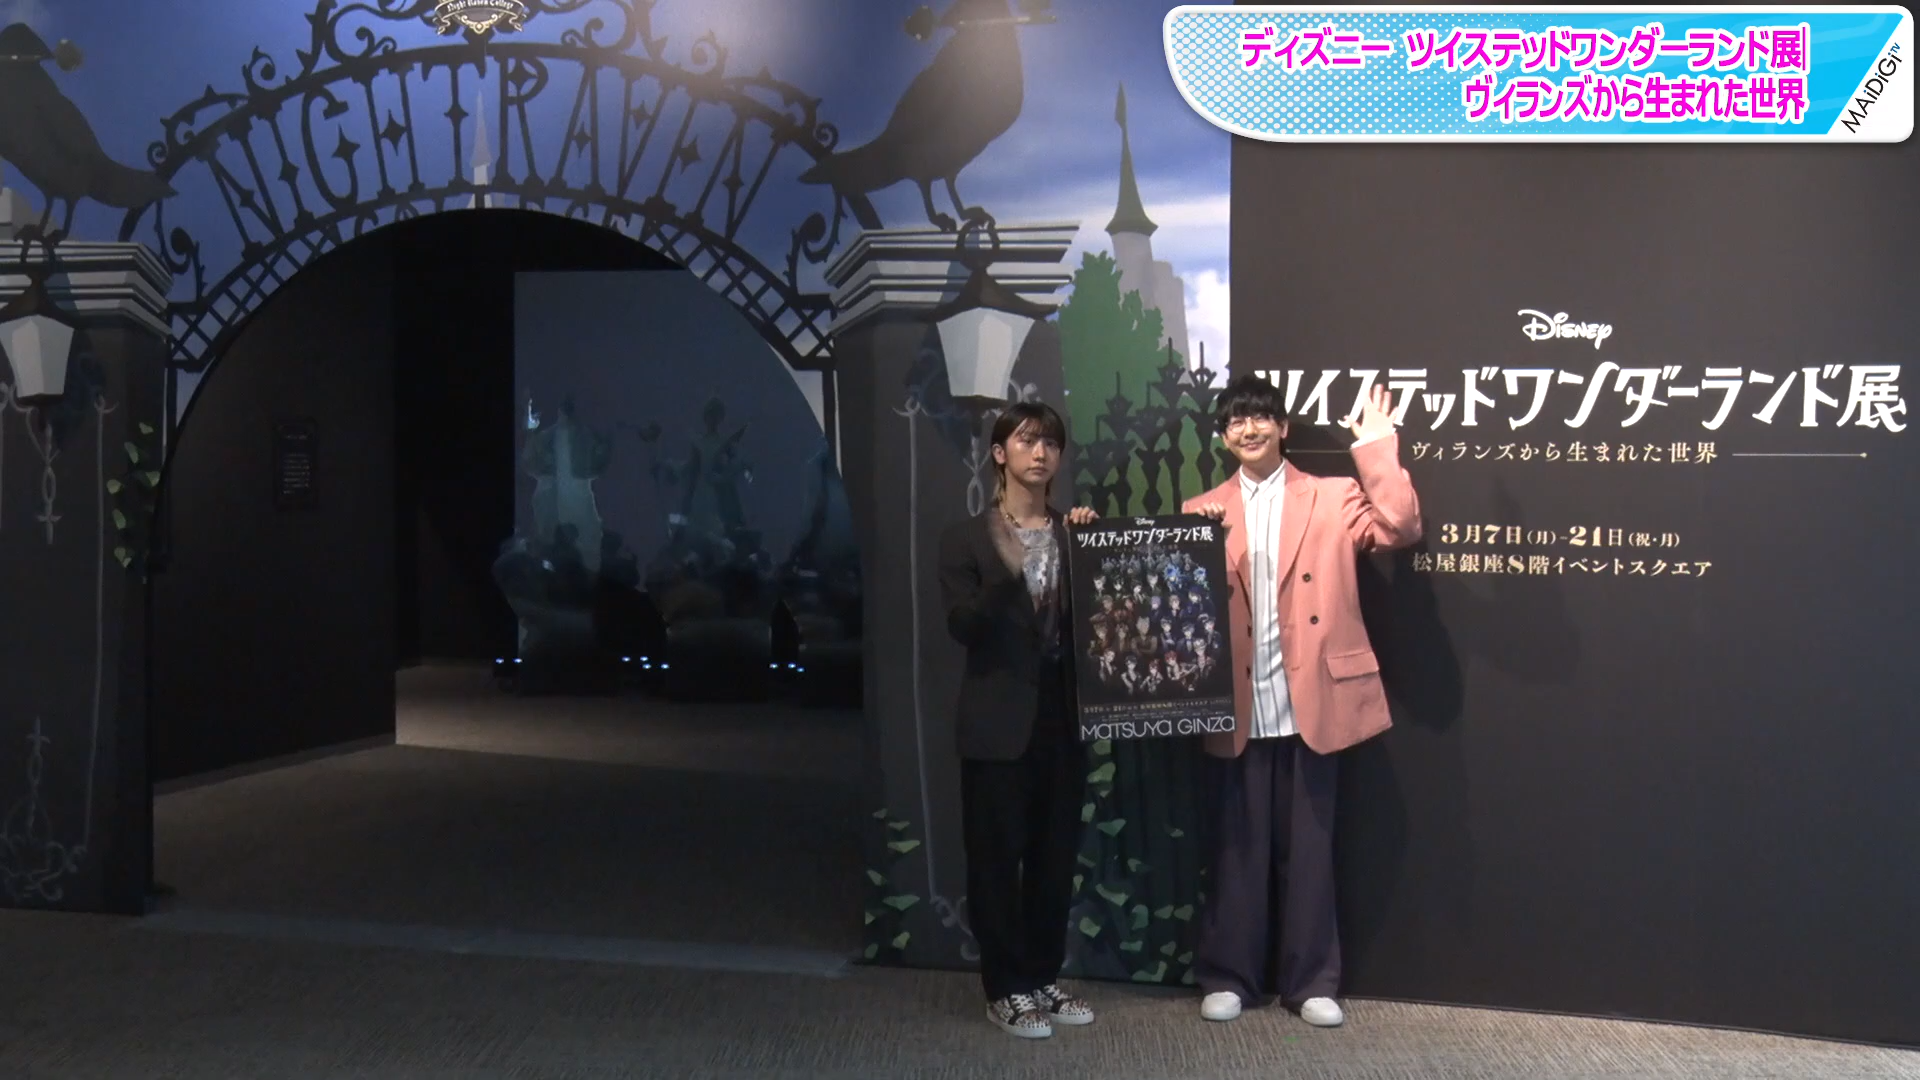 Night Raven College
NIGHT RAVEN
COLLEGE
ディズニー ツイステッドワンダーランド展
ヴィランズから生まれた世界
MAiDiGiTV
Disney
ツイステッドワンダーランド展
ヴィランズから生まれた世界
3月7日(月)-21日(祝・月)
松屋銀座8階イベントスクエア
Disney
ツイステッドワンダーランド展
MATSUYA GINZA